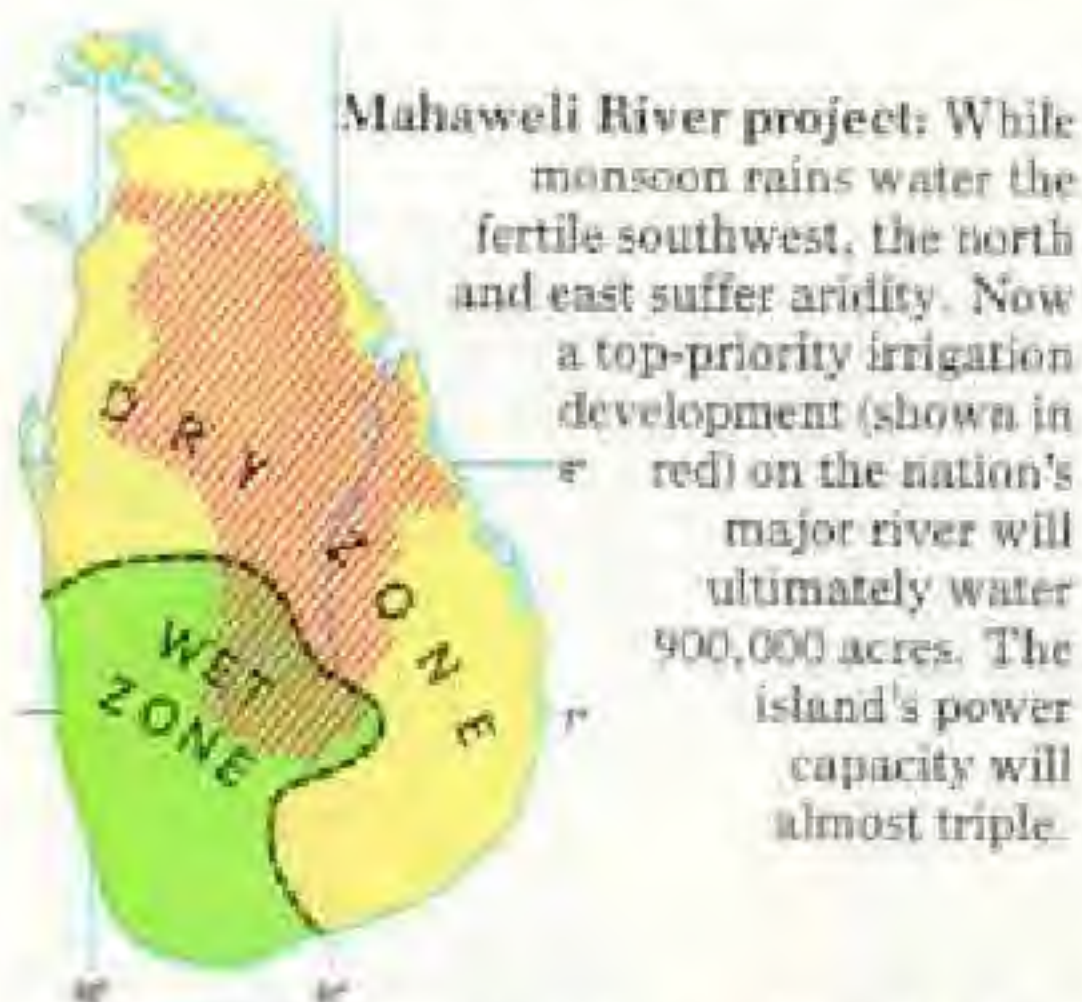 Mahaweli River project: While
monsoon rains water the
fertile southwest, the north
and east suffer aridity. Now
a top-priority irrigation
development (shown in
red) on the nation's
major river will
ultimately water
900,000 acres. The
island's power
capacity will
almost triple.
DRY ZONE
WET
ZONE